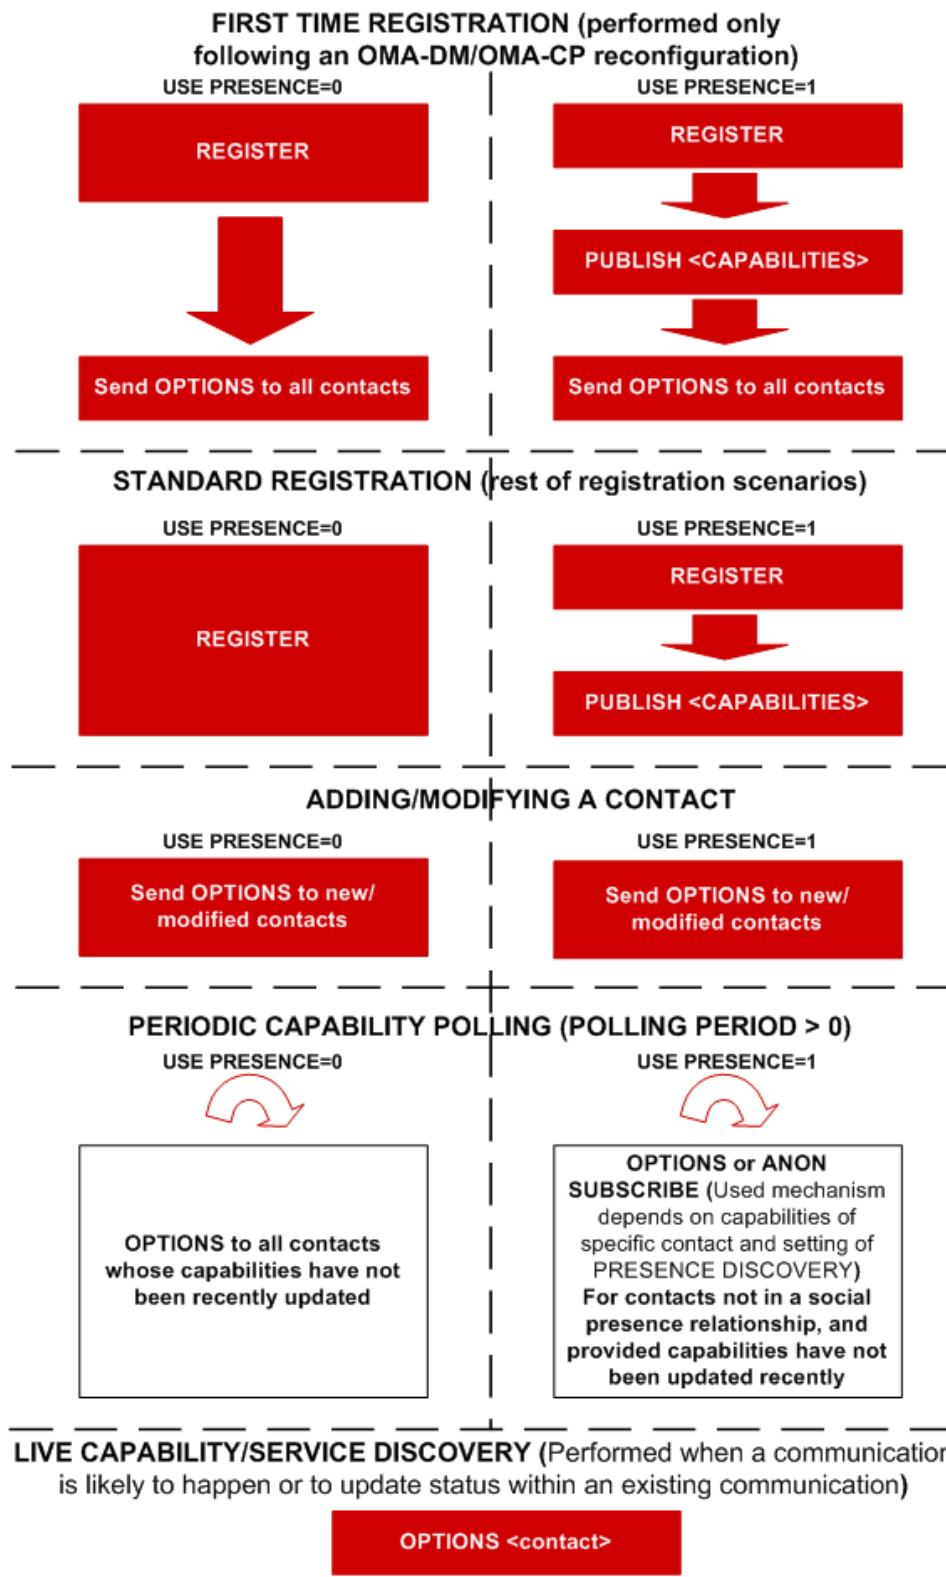 FIRST TIME REGISTRATION (performed only
following an OMA-DM/OMA-CP reconfiguration)
USE PRESENCE=0
REGISTER
Send OPTIONS to all contacts
USE PRESENCE=1
REGISTER
PUBLISH <CAPABILITIES>
Send OPTIONS to all contacts
STANDARD REGISTRATION (rest of registration scenarios)
USE PRESENCE=0
REGISTER
USE PRESENCE=1
REGISTER
PUBLISH <CAPABILITIES>
ADDING/MODIFYING A CONTACT
USE PRESENCE=0
Send OPTIONS to new/
modified contacts
USE PRESENCE=1
Send OPTIONS to new/
modified contacts
PERIODIC CAPABILITY POLLING (POLLING PERIOD > 0)
USE PRESENCE=0
OPTIONS to all contacts
whose capabilities have not
been recently updated
USE PRESENCE=1
OPTIONS or ANON
SUBSCRIBE (Used mechanism
depends on capabilities of
specific contact and setting of
PRESENCE DISCOVERY)
For contacts not in a social
presence relationship, and
provided capabilities have not
been updated recently
LIVE CAPABILITY/SERVICE DISCOVERY (Performed when a communication
is likely to happen or to update status within an existing communication)
OPTIONS <contact>